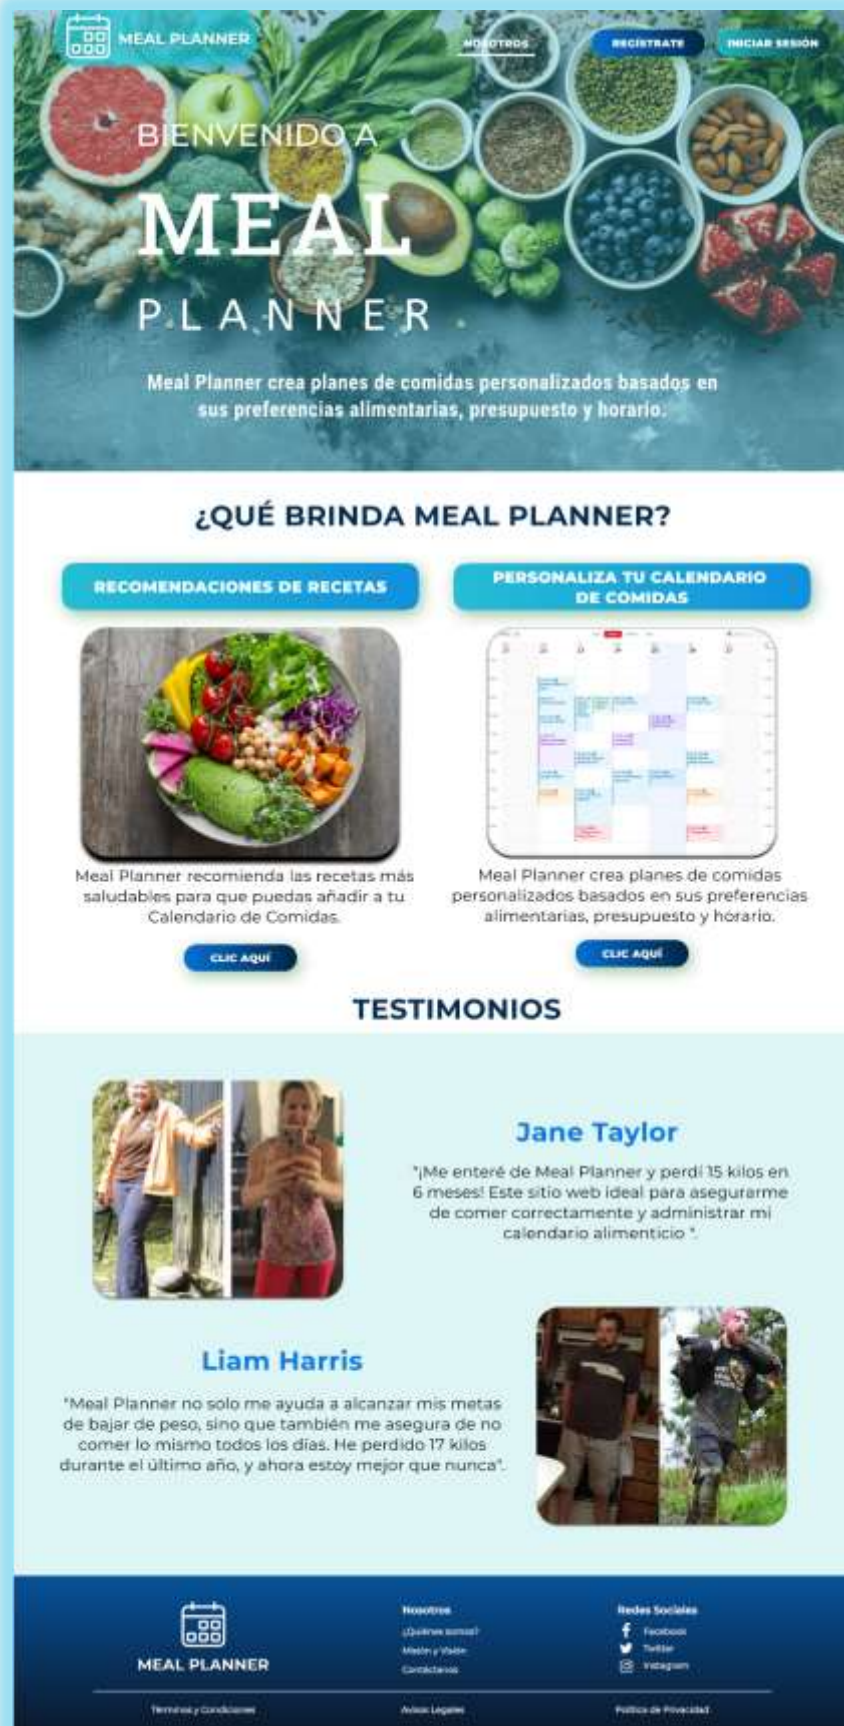 MEAL PLANNER
NOSOTROS
REGÍSTRATE
INICIAR SESIÓN
BIENVENIDO A
MEAL
PLANNER
Meal Planner crea planes de comidas personalizados basados en
sus preferencias alimentarias, presupuesto y horario.
¿QUÉ BRINDA MEAL PLANNER?
RECOMENDACIONES DE RECETAS
PERSONALIZA TU CALENDARIO
DE COMIDAS
Meal Planner recomienda las recetas más
saludables para que puedas añadir a tu
Calendario de Comidas.
CLIC AQUÍ
Meal Planner crea planes de comidas
personalizados basados en sus preferencias
alimentarias, presupuesto y horario.
CLIC AQUÍ
TESTIMONIOS
Jane Taylor
"¡Me enteré de Meal Planner y perdí 15 kilos en
6 meses! Este sitio web ideal para asegurarme
de comer correctamente y administrar mi
calendario alimenticio ".
Liam Harris
"Meal Planner no solo me ayuda a alcanzar mis metas
de bajar de peso, sino que también me asegura de no
comer lo mismo todos los días. He perdido 17 kilos
durante el último año, y ahora estoy mejor que nunca".
MEAL PLANNER
Nosotros
¿Quiénes somos?
Misión y Visión
Contáctanos
Redes Sociales
Facebook
Twitter
Instagram
Terminos y Condiciones
Avisos Legales
Política de Privacidad